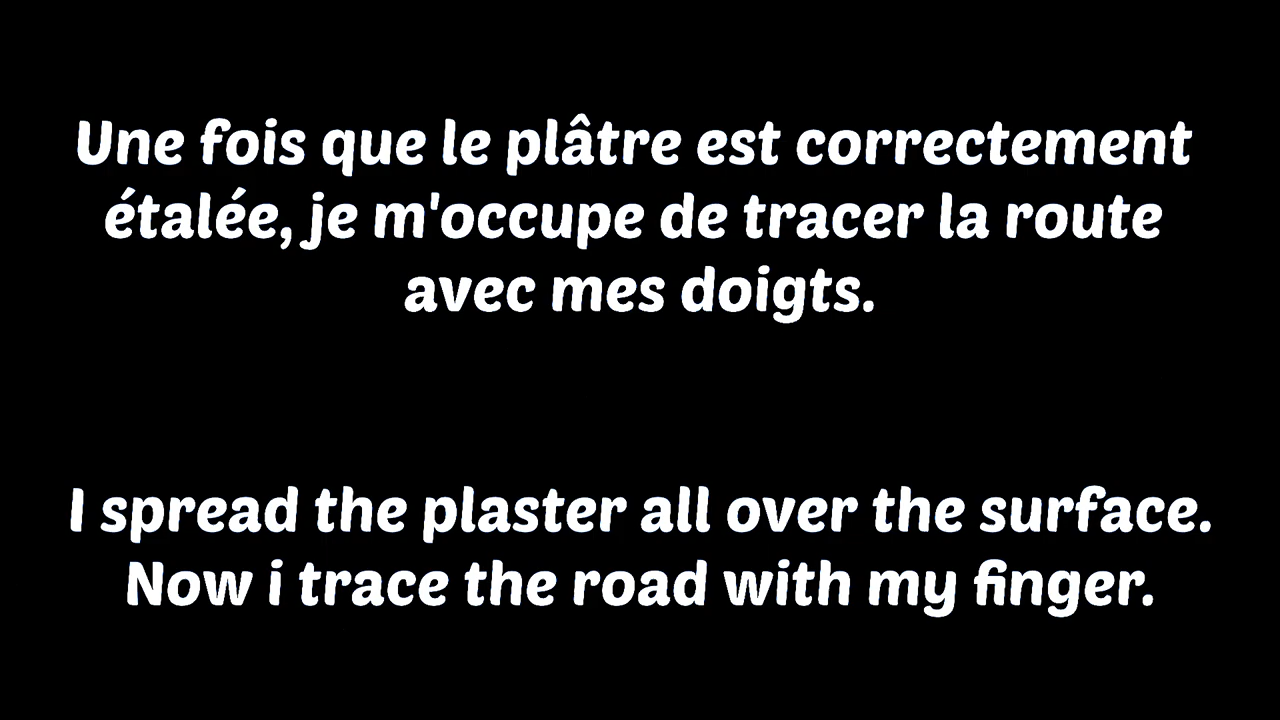 Une fois que le plâtre est correctement
étalée, je m'occupe de tracer la route
avec mes doigts.
I spread the plaster all over the surface.
Now i trace the road with my finger.